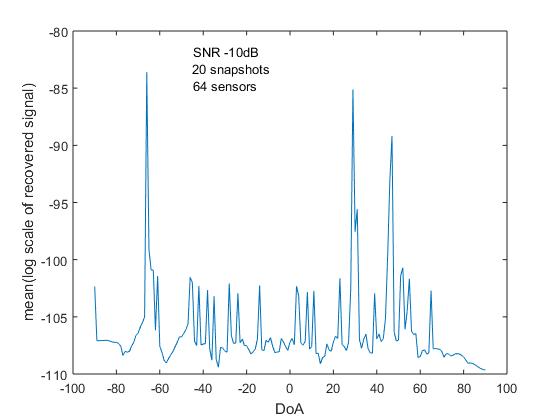 SNR -10dB
20 snapshots
64 sensors
mean(log scale of recovered signal)
-80
-85
-90
-95
-100
-105
-110
-100 -80 -60 -40 -20 0 20 40 60 80 100
DoA